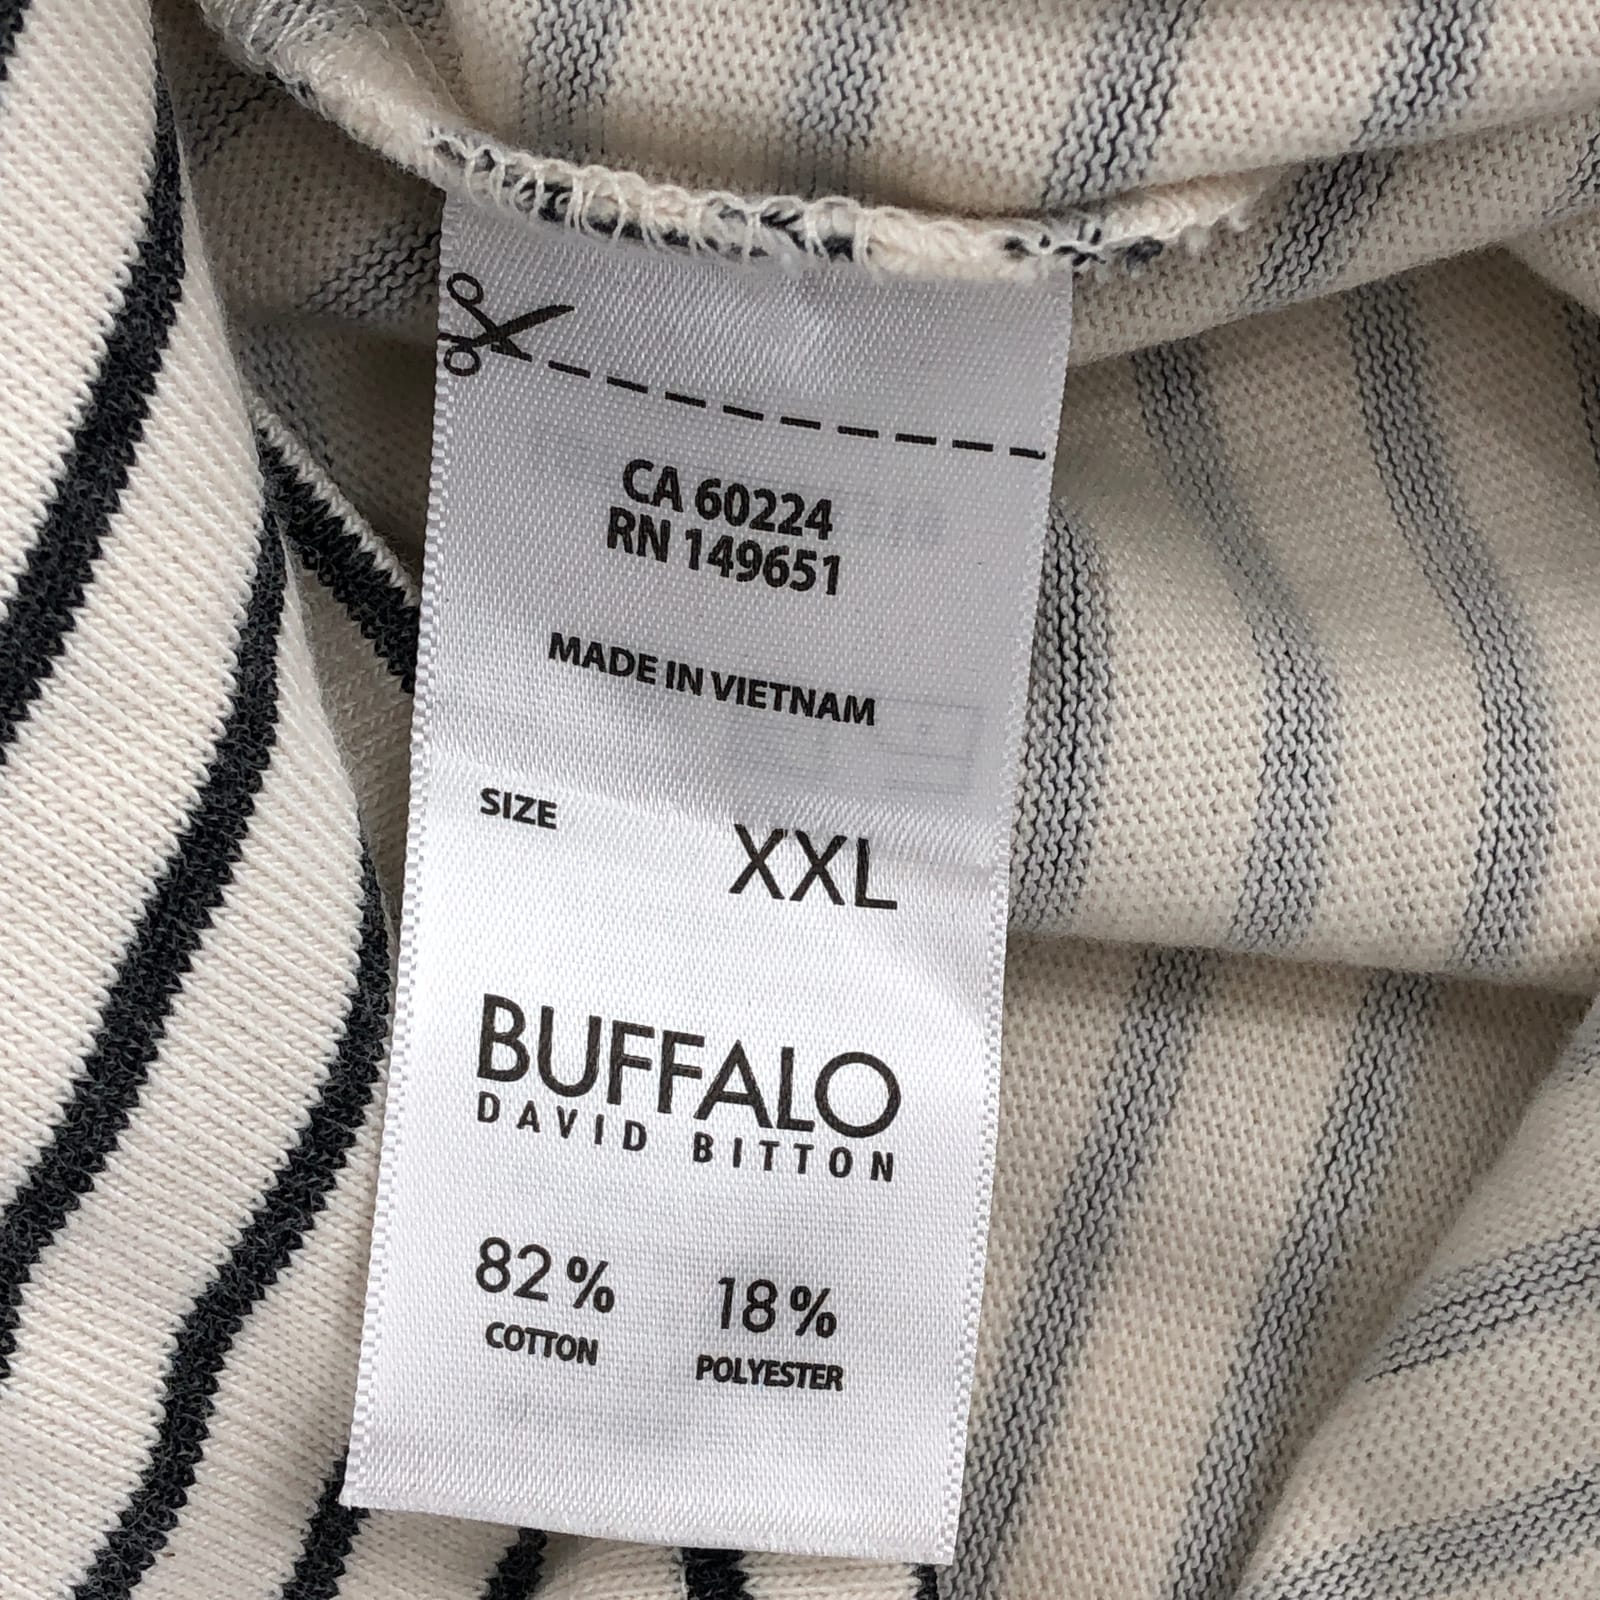 CA 60224
RN 149651
MADE IN VIETNAM
SIZE XXL
BUFFALO
DAVID BITTON
82% 18%
COTTON POLYESTER